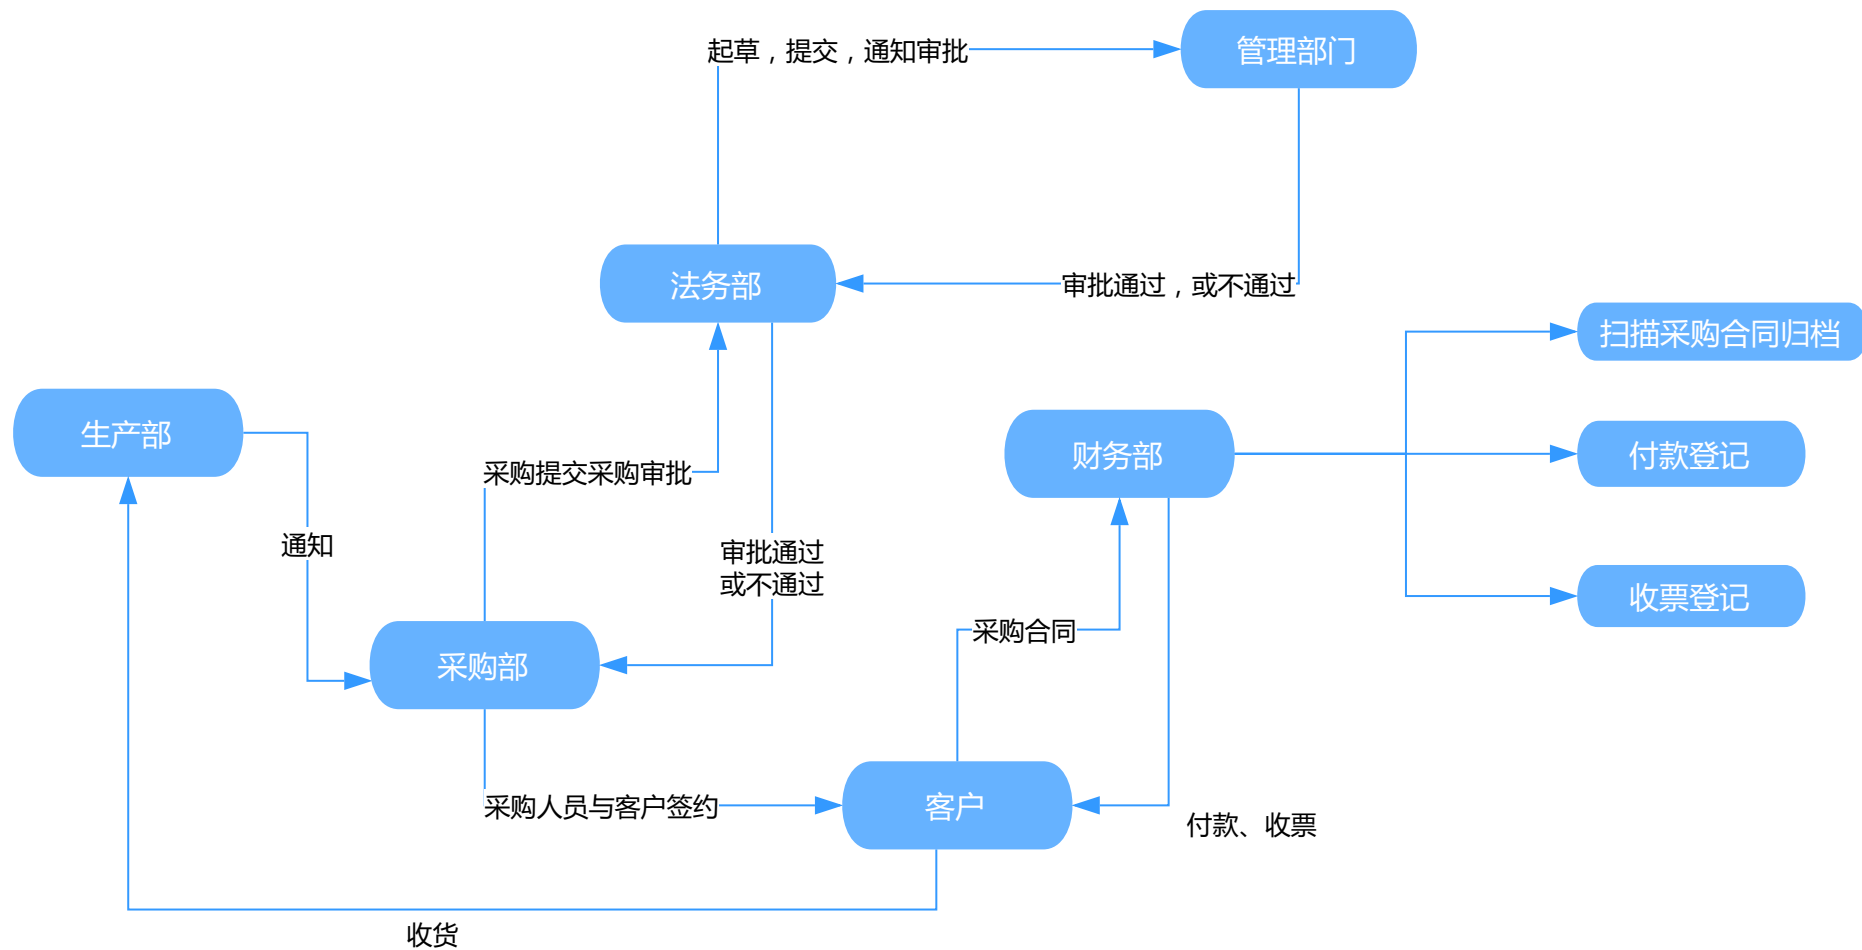 起草，提交，通知审批
管理部门
法务部
审批通过，或不通过
扫描采购合同归档
生产部
财务部
付款登记
采购提交采购审批
通知
审批通过
或不通过
收票登记
采购合同
采购部
采购人员与客户签约
客户
付款、收票
收货